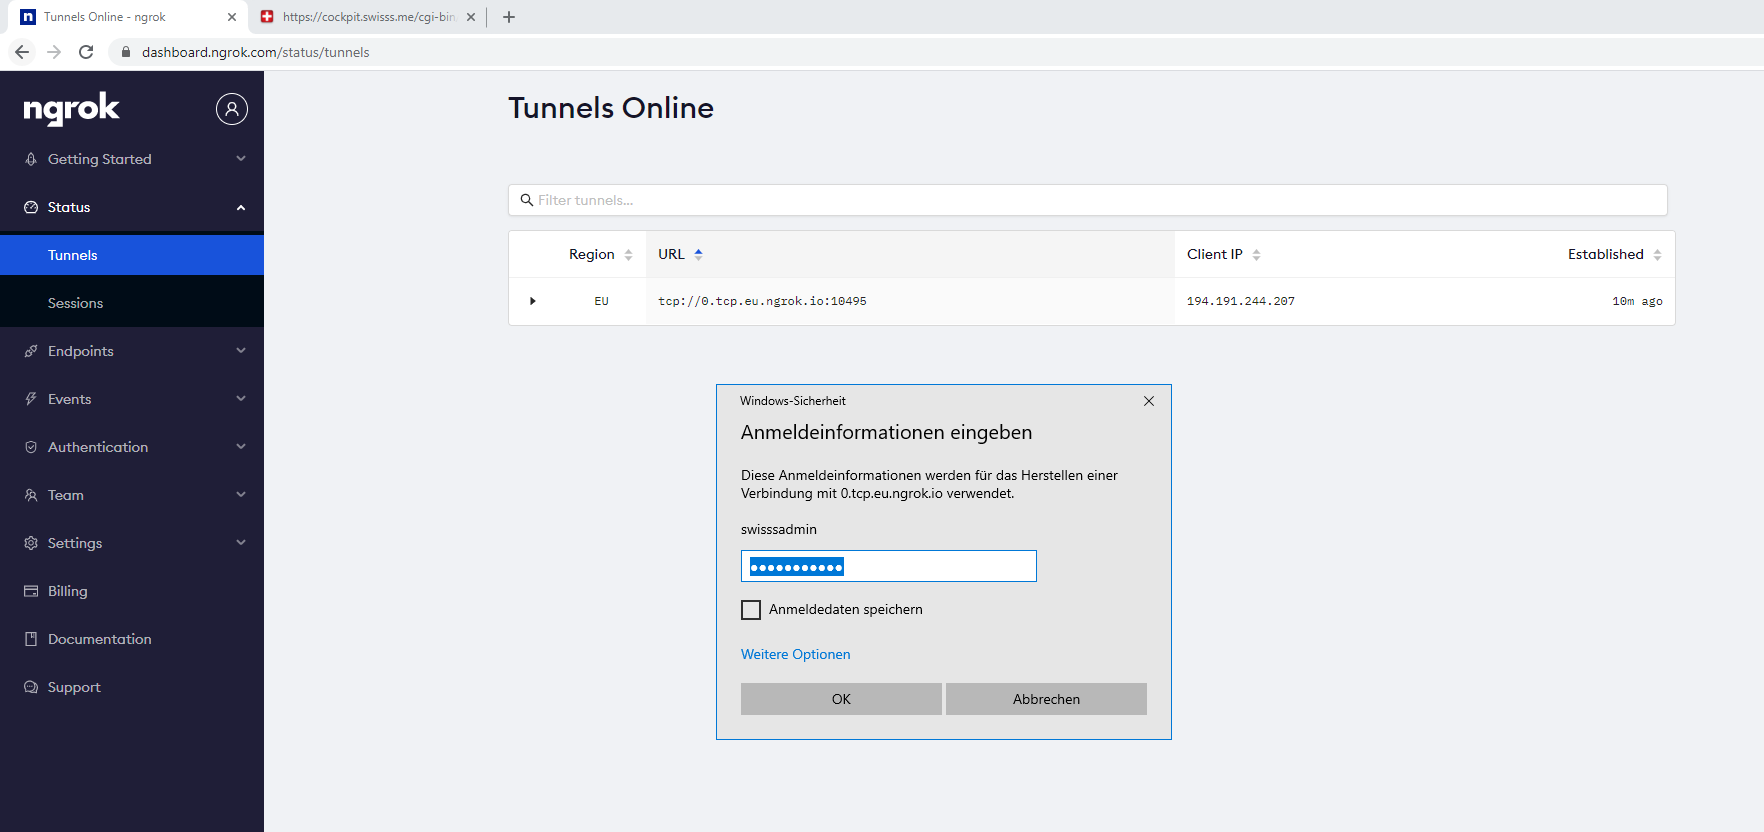 Tunnels Online - ngrok
https://cockpit.swisss.me/cgi-bin
dashboard.ngrok.com/status/tunnels
ngrok
Getting Started
Status
Tunnels
Sessions
Endpoints
Events
Authentication
Team
Settings
Billing
Documentation
Support
Tunnels Online
Filter tunnels...
Region URL Client IP Established
EU tcp://0.tcp.eu.ngrok.io:10495 194.191.244.207 10m ago
Windows-Sicherheit
Anmeldeinformationen eingeben
Diese Anmeldeinformationen werden für das Herstellen einer
Verbindung mit 0.tcp.eu.ngrok.io verwendet.
swisssadmin
Anmeldedaten speichern
Weitere Optionen
OK Abbrechen